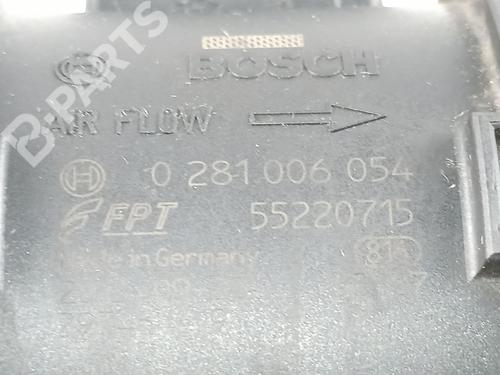 BOSCH
AIR FLOW
0 281 006 054
FPT 55220715
Made in Germany
B-PARTS